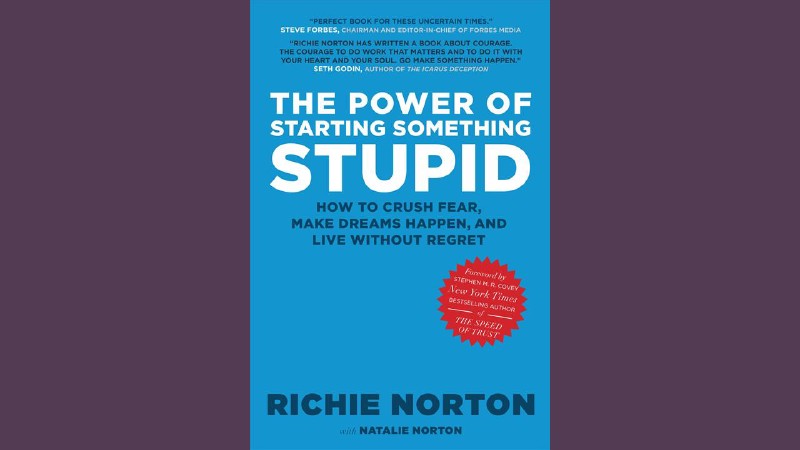 "PERFECT BOOK FOR THESE UNCERTAIN TIMES."
STEVE FORBES, CHAIRMAN AND EDITOR-IN-CHIEF OF FORBES MEDIA
"RICHIE NORTON HAS WRITTEN A BOOK ABOUT COURAGE.
THE COURAGE TO DO WORK THAT MATTERS AND TO DO IT WITH
YOUR HEART AND YOUR SOUL. GO MAKE SOMETHING HAPPEN."
SETH GODIN, AUTHOR OF THE ICARUS DECEPTION
THE POWER OF
STARTING SOMETHING
STUPID
HOW TO CRUSH FEAR,
MAKE DREAMS HAPPEN, AND
LIVE WITHOUT REGRET
Foreword by
STEPHEN M. R. COVEY
New York Times
BESTSELLING AUTHOR
of
THE SPEED
OF TRUST
RICHIE NORTON
with NATALIE NORTON